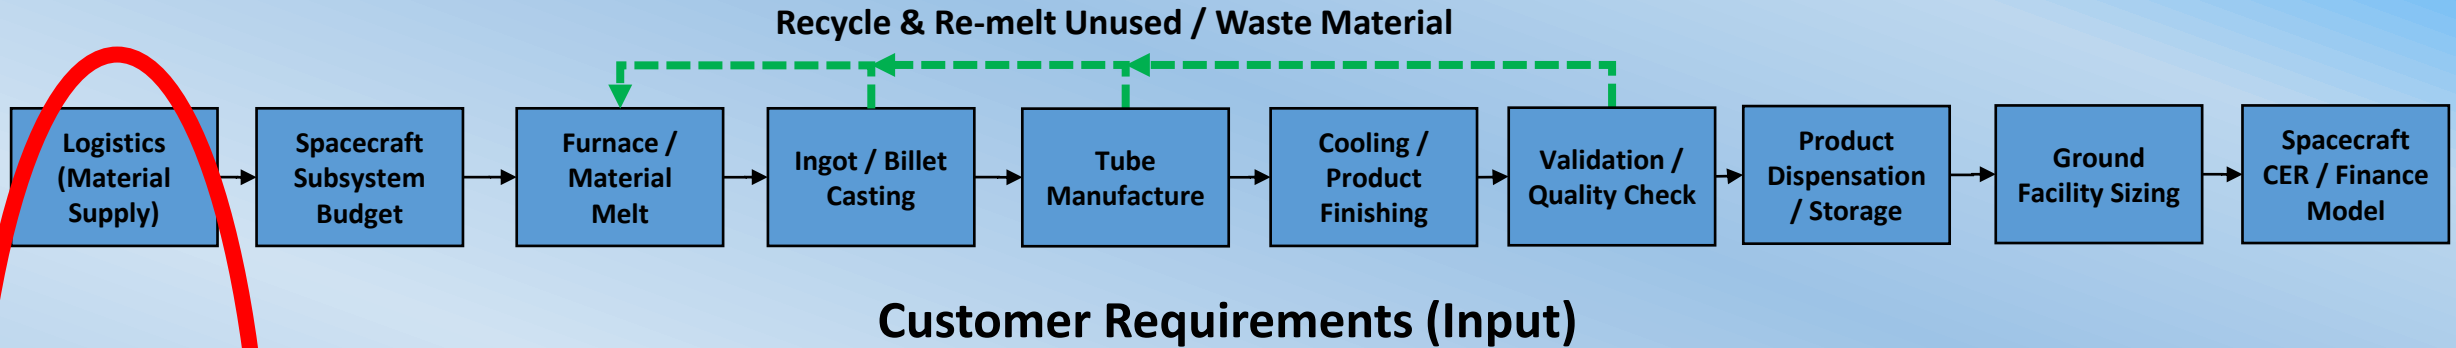 Recycle & Re-melt Unused / Waste Material
Logistics
(Material
Supply)
Spacecraft
Subsystem
Budget
Furnace /
Material
Melt
Ingot / Billet
Casting
Tube
Manufacture
Cooling /
Product
Finishing
Validation /
Quality Check
Product
Dispensation
/ Storage
Ground
Facility Sizing
Spacecraft
CER / Finance
Model
Customer Requirements (Input)